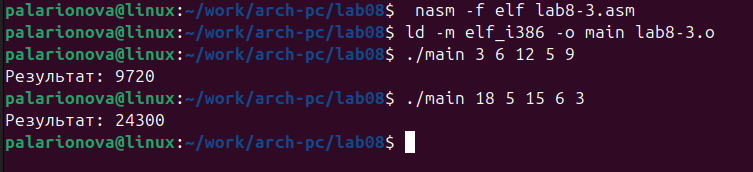 palarionova@linux:~/work/arch-pc/lab08$  nasm -f elf lab8-3.asm
palarionova@linux:~/work/arch-pc/lab08$ ld -m elf_i386 -o main lab8-3.o
palarionova@linux:~/work/arch-pc/lab08$ ./main 3 6 12 5 9
Результат: 9720
palarionova@linux:~/work/arch-pc/lab08$ ./main 18 5 15 6 3
Результат: 24300
palarionova@linux:~/work/arch-pc/lab08$